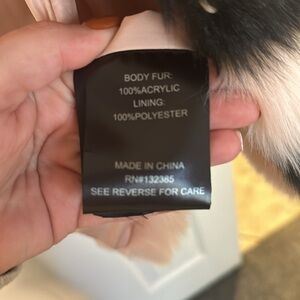 BODY FUR:
100%ACRYLIC
LINING:
100%POLYESTER
MADE IN CHINA
RN#132385
SEE REVERSE FOR CARE